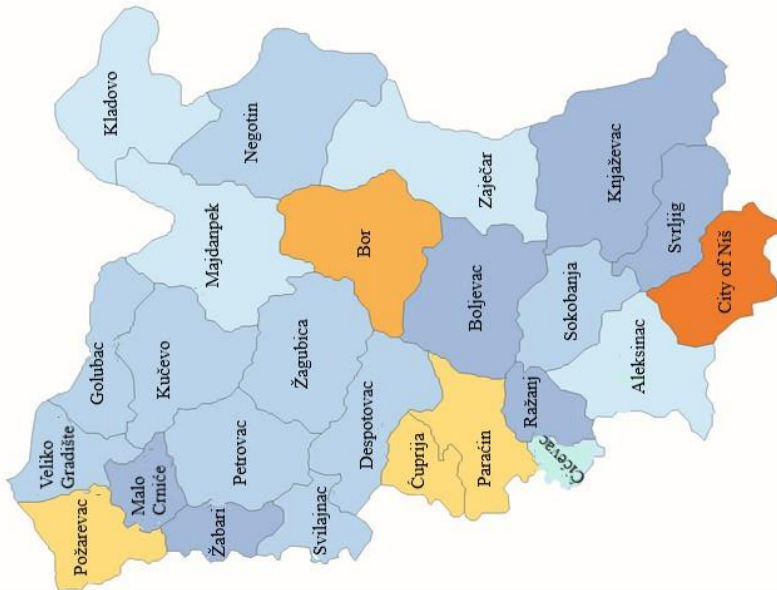 Kladovo
Negotin
Majdanpek
Zaječar
Knjaževac
Bor
Svrljig
Golubac
Kučevo
Boljevac
City of Niš
Žagubica
Sokobanja
Veliko
Gradište
Aleksinac
Petrovac
Despotovac
Malo
Crniće
Ražanj
Ćuprija
Paraćin
Požarevac
Žabari
Svilajnac
Ćićevac